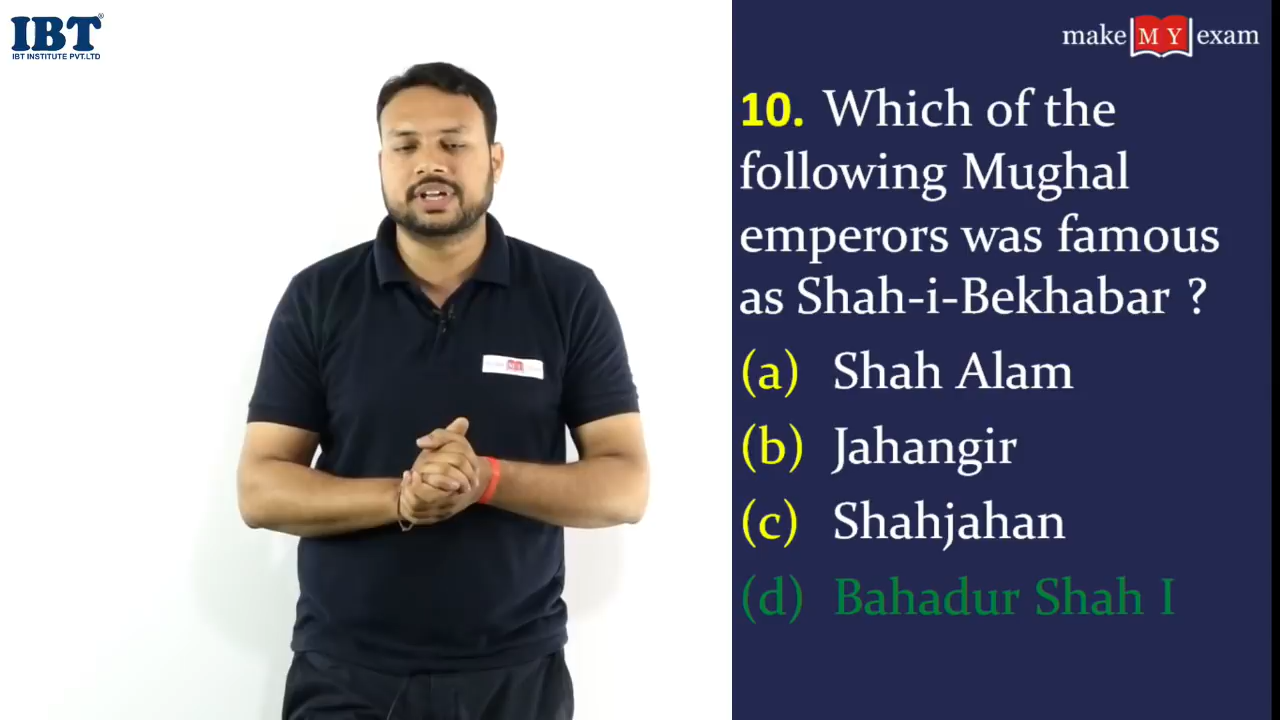 IBT
IBT INSTITUTE PVT.LTD
make MY exam
10. Which of the
following Mughal
emperors was famous
as Shah-i-Bekhabar ?
(a) Shah Alam
(b) Jahangir
(c) Shahjahan
(d) Bahadur Shah I
MY